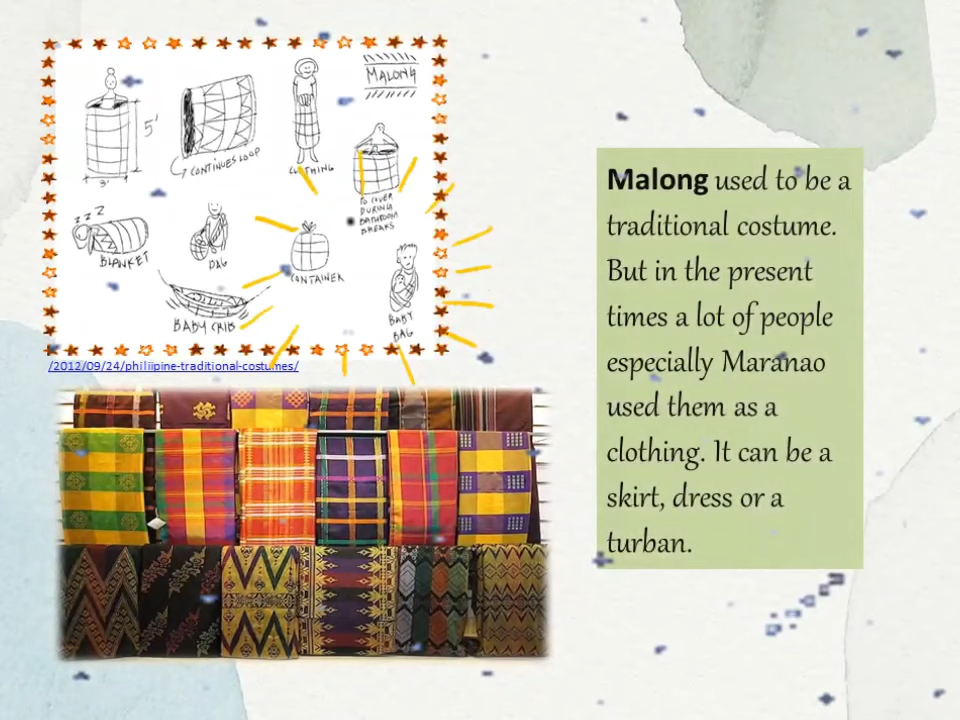 MALONG
5'
3'
CONTINUES LOOP
CLOTHING
TO COVER
DURING
BATHROOM
BREAKS
Z Z Z
BLANKET
BAG
CONTAINER
BABY CRIB
BABY
BAG
/2012/09/24/philiipine-traditional-costumes/
Malong used to be a
traditional costume.
But in the present
times a lot of people
especially Maranao
used them as a
clothing. It can be a
skirt, dress or a
turban.